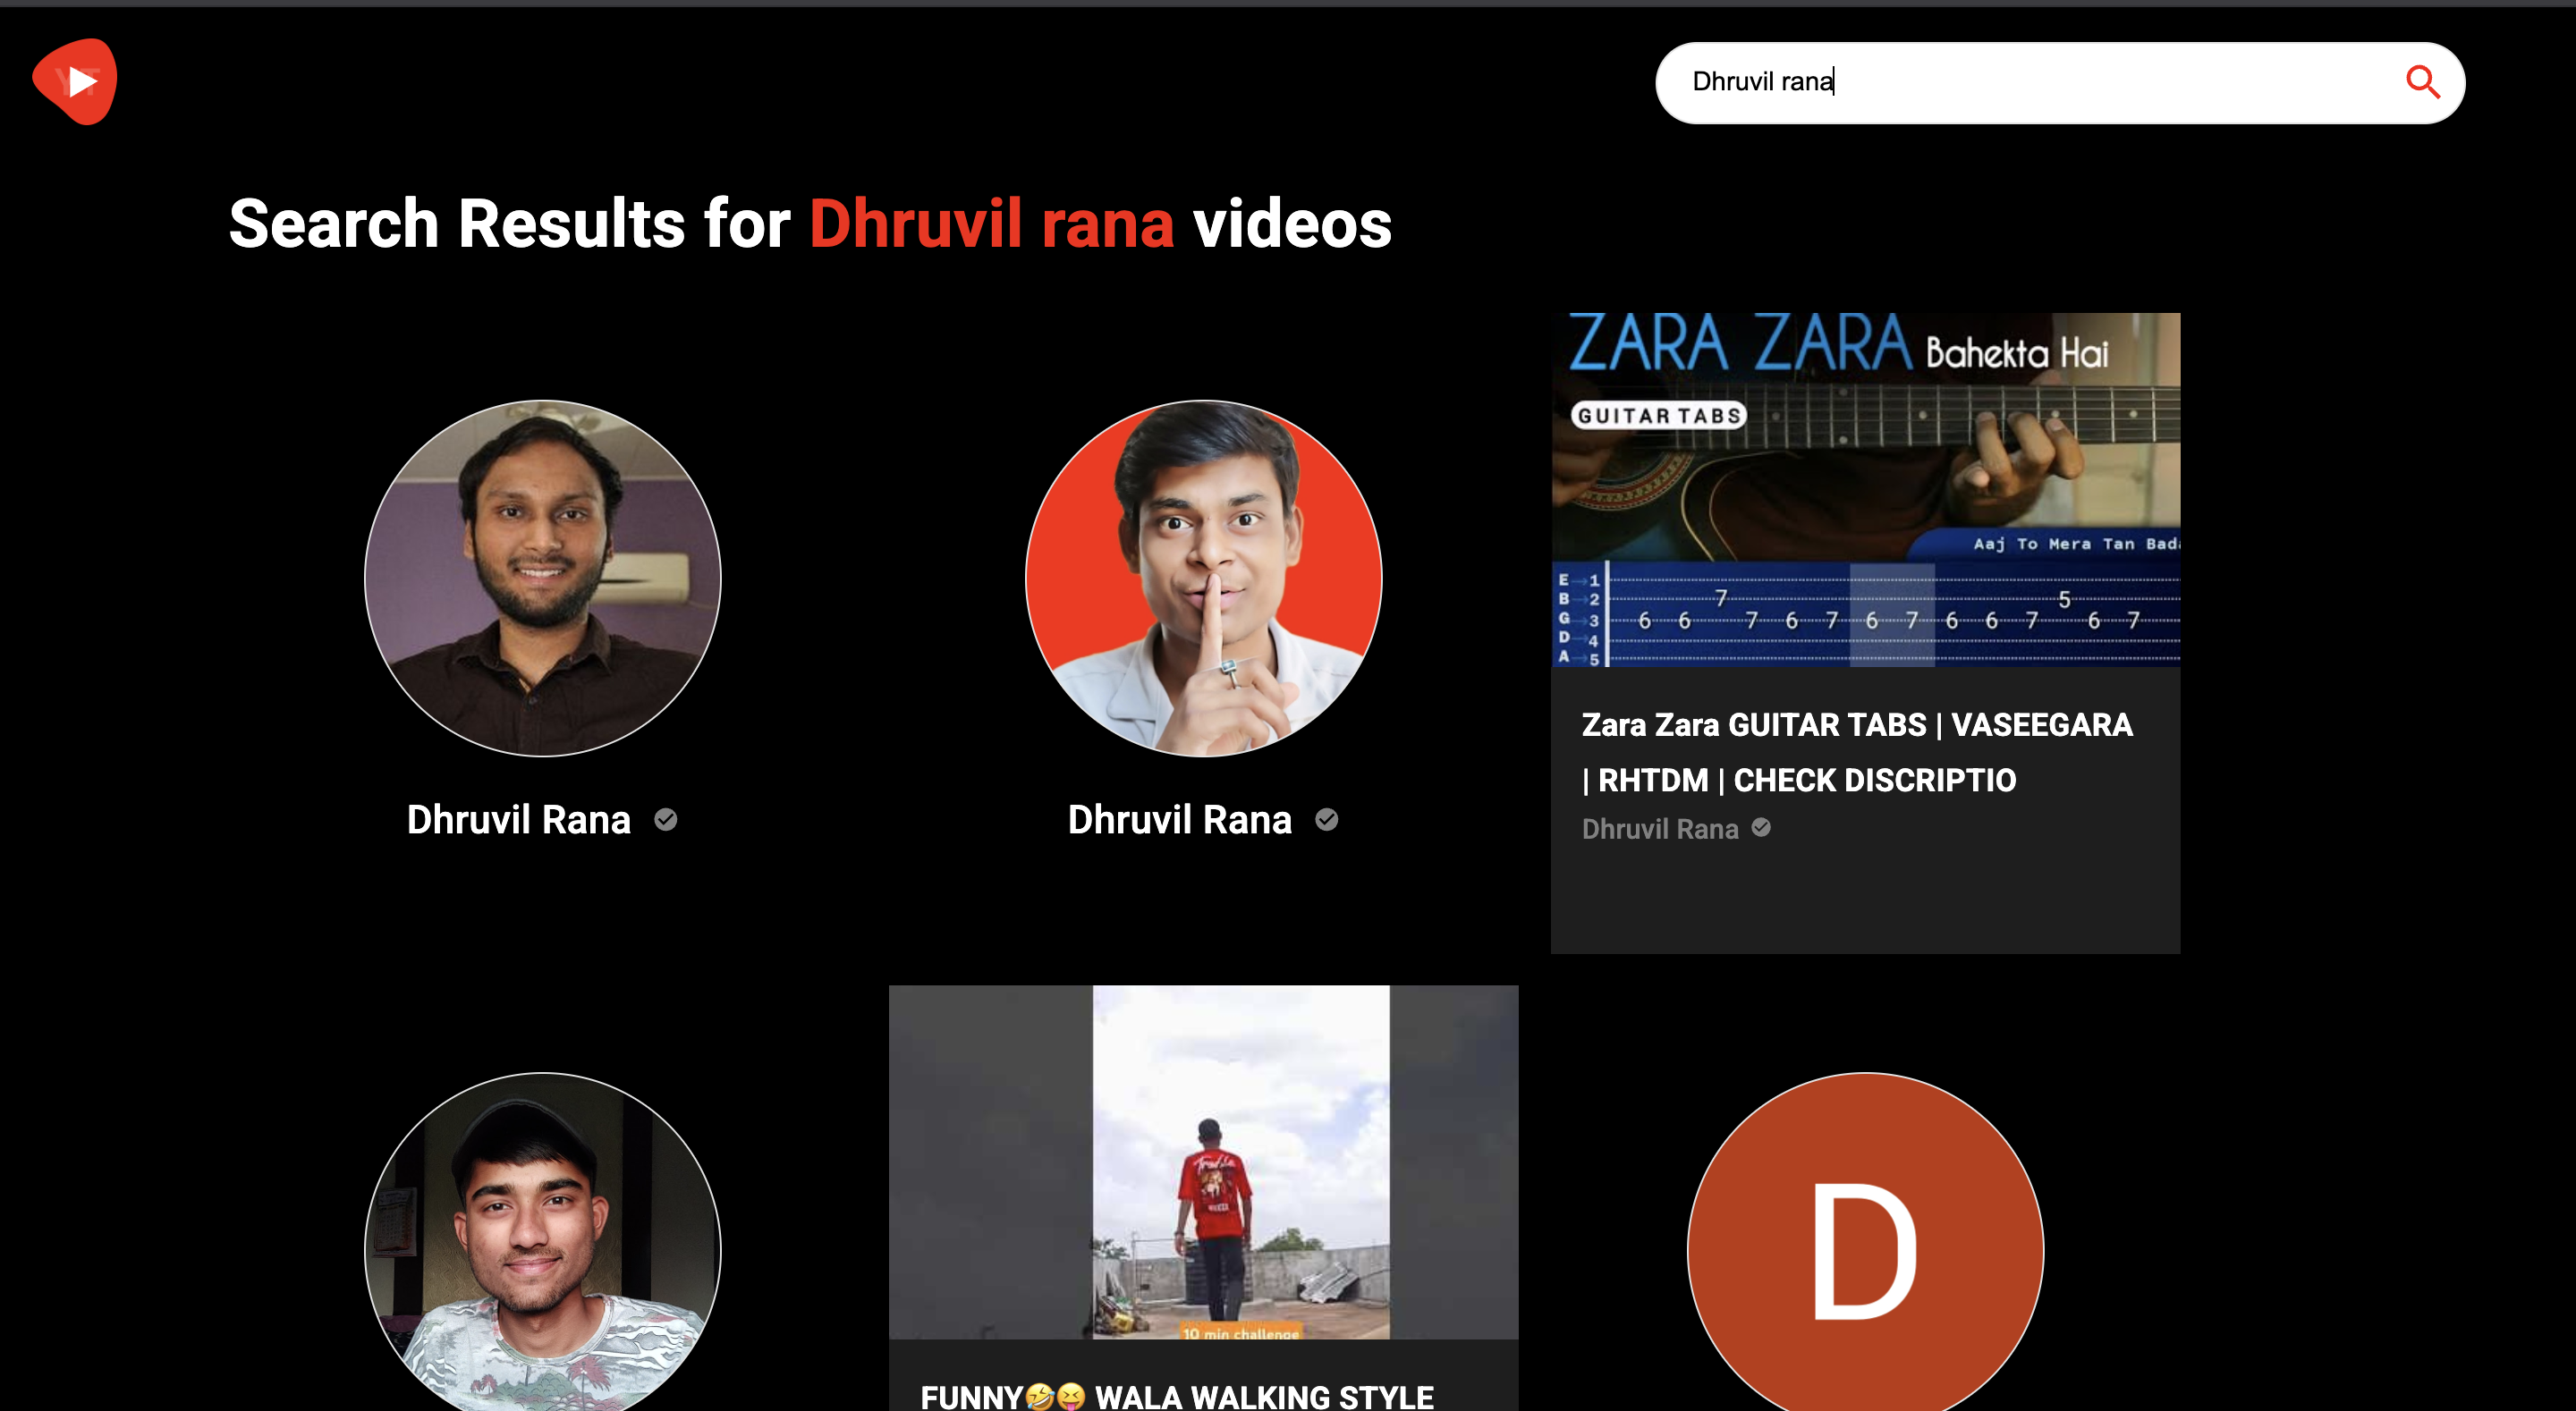 YT
Dhruvil rana
Search Results for Dhruvil rana videos
Dhruvil Rana
Dhruvil Rana
ZARA ZARA Bahekta Hai
GUITAR TABS
Aaj To Mera Tan Bada
E→1
B→2
G→3
D→4
A→5
7 5
6 6 7 6 7 6 7 6 6 7 6 7
Zara Zara GUITAR TABS | VASEEGARA
| RHTDM | CHECK DISCRIPTIO
Dhruvil Rana
10 min challenge
D
FUNNY🤣😝 WALA WALKING STYLE